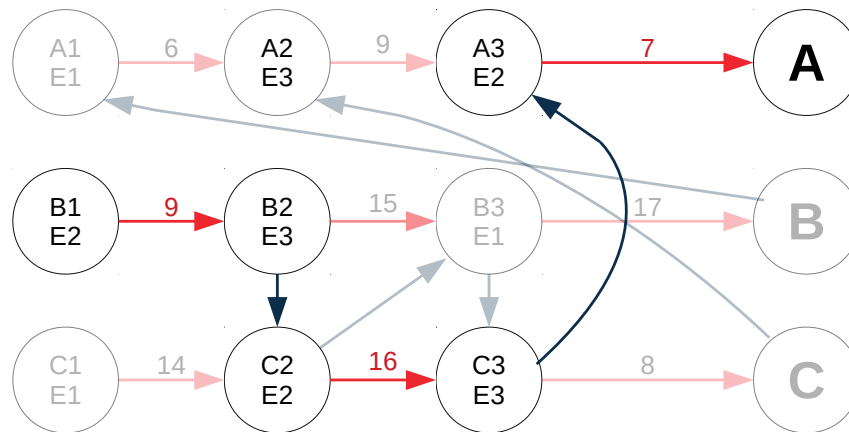 A1 6 A2 9 A3 7 A
E1 E3 E2
B1 9 B2 15 B3 17 B
E2 E3 E1
C1 14 C2 16 C3 8 C
E1 E2 E3